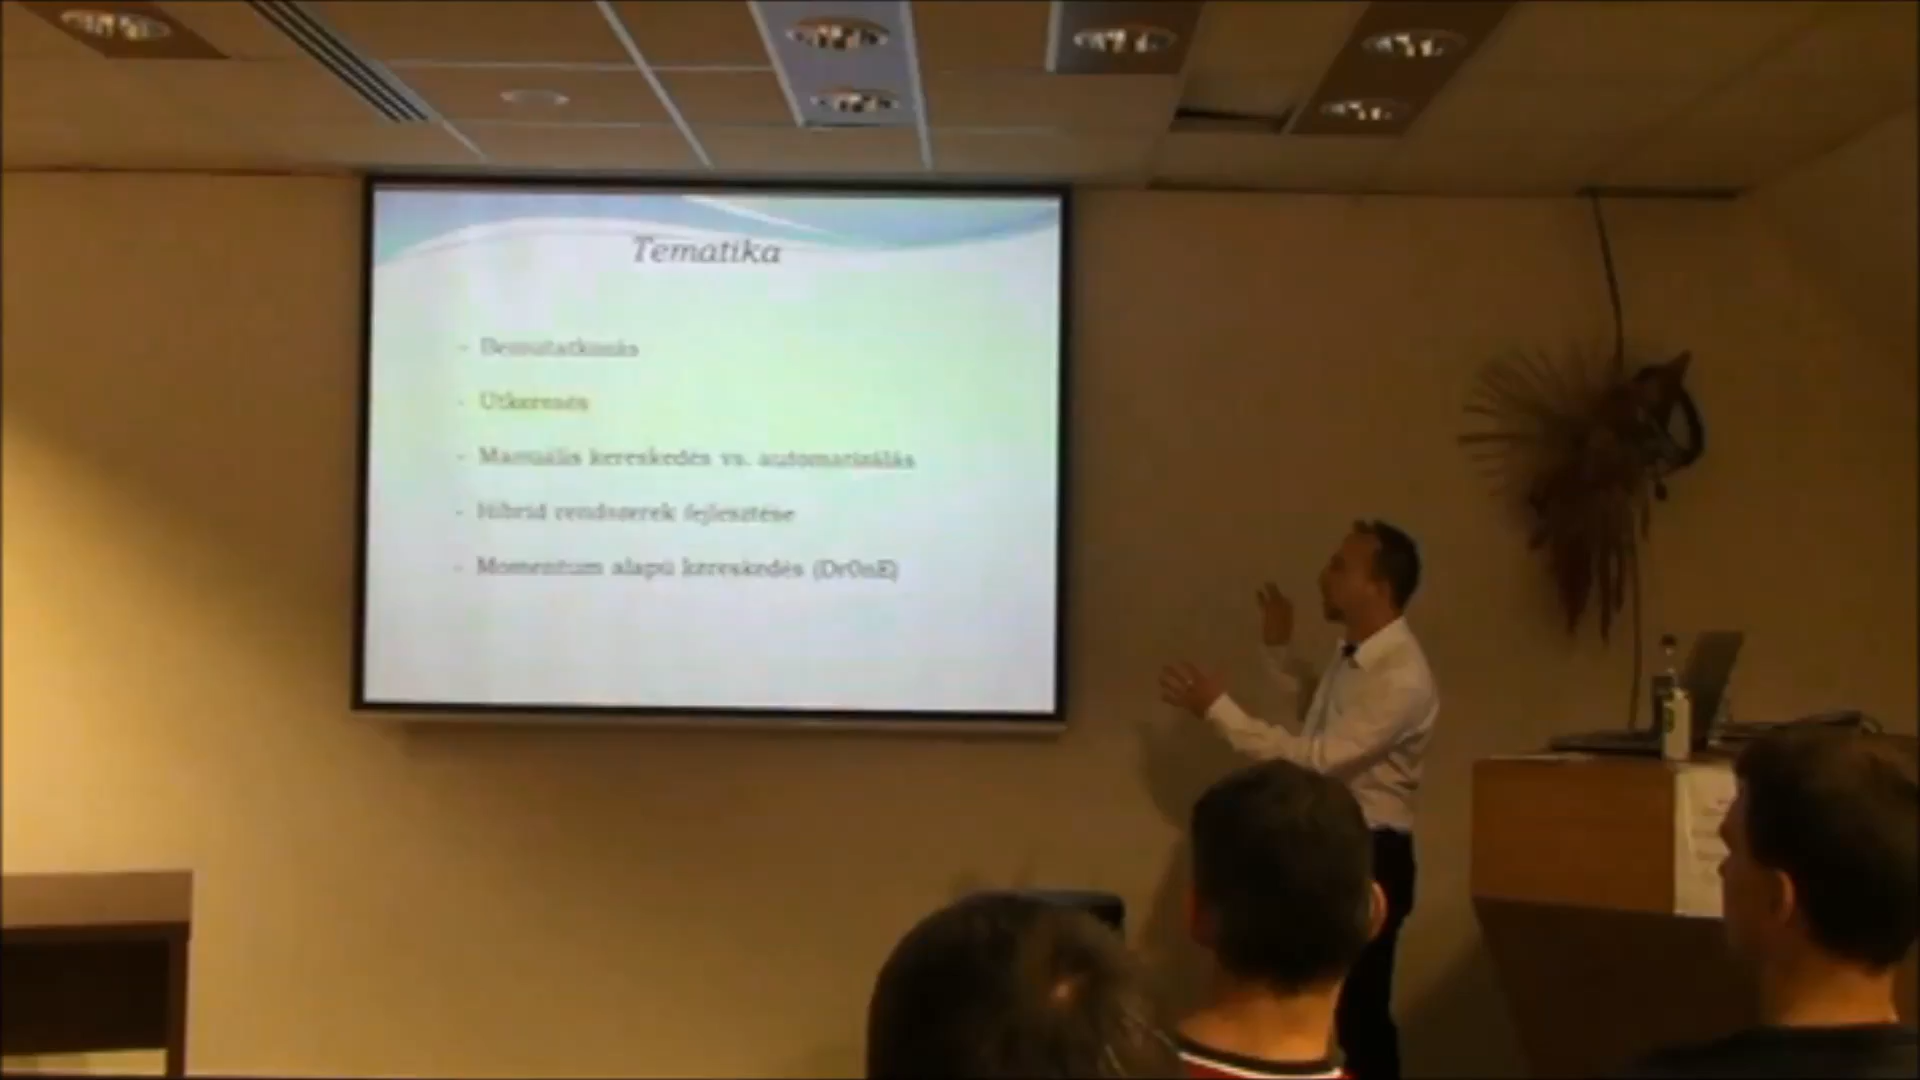 Tematika
- Bemutatkozás
- Útkeresés
- Manuális kereskedés vs. automatizálás
- Hibrid rendszerek fejlesztése
- Momentum alapú kereskedés (Dr0nE)